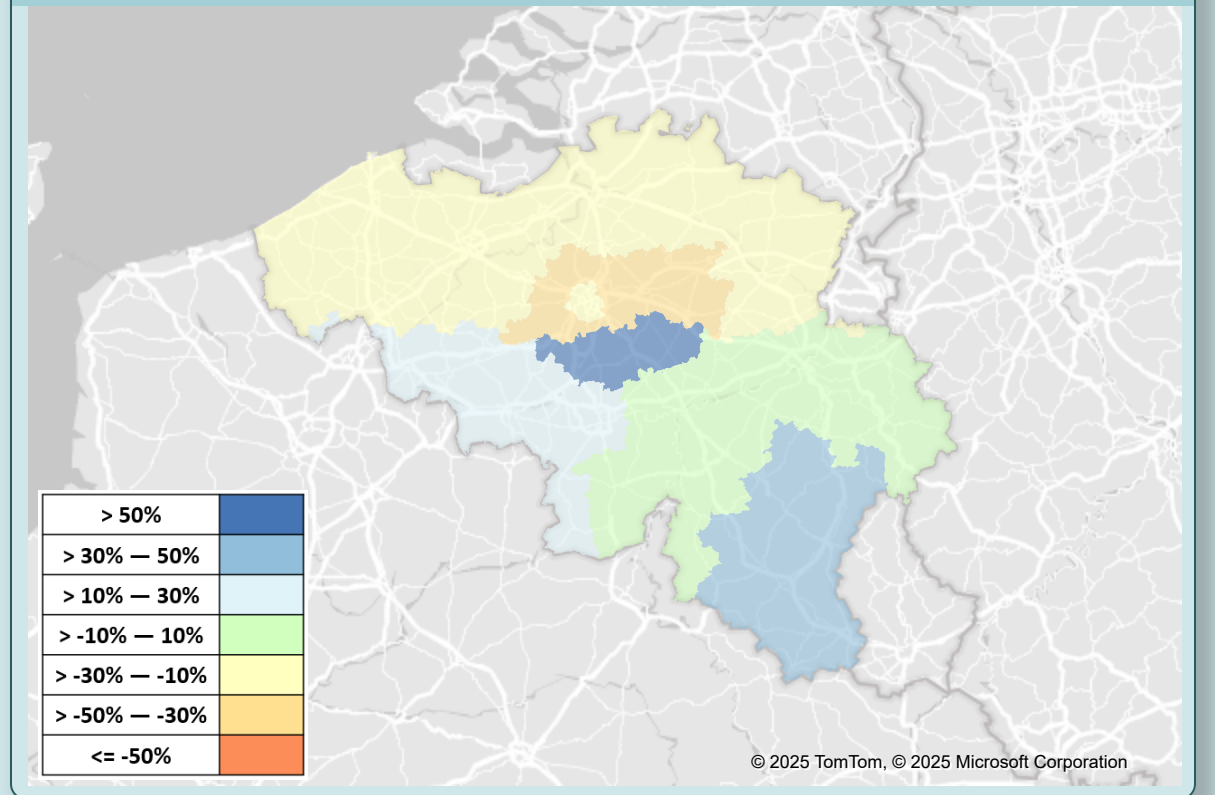 > 50%
> 30% — 50%
> 10% — 30%
> -10% — 10%
> -30% — -10%
> -50% — -30%
<= -50%
© 2025 TomTom, © 2025 Microsoft Corporation